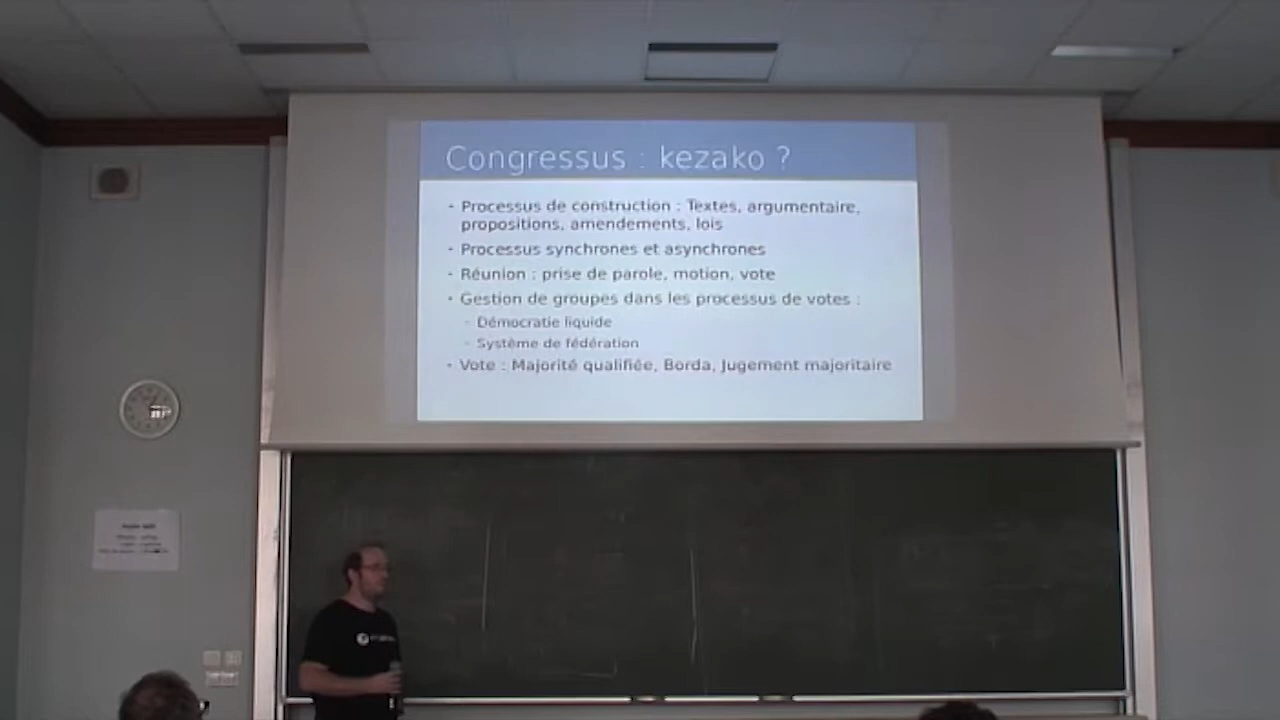 Congressus : kezako ?
- Processus de construction : Textes, argumentaire,
propositions, amendements, lois
- Processus synchrones et asynchrones
- Réunion : prise de parole, motion, vote
- Gestion de groupes dans les processus de votes :
- Démocratie liquide
- Système de fédération
- Vote : Majorité qualifiée, Borda, Jugement majoritaire